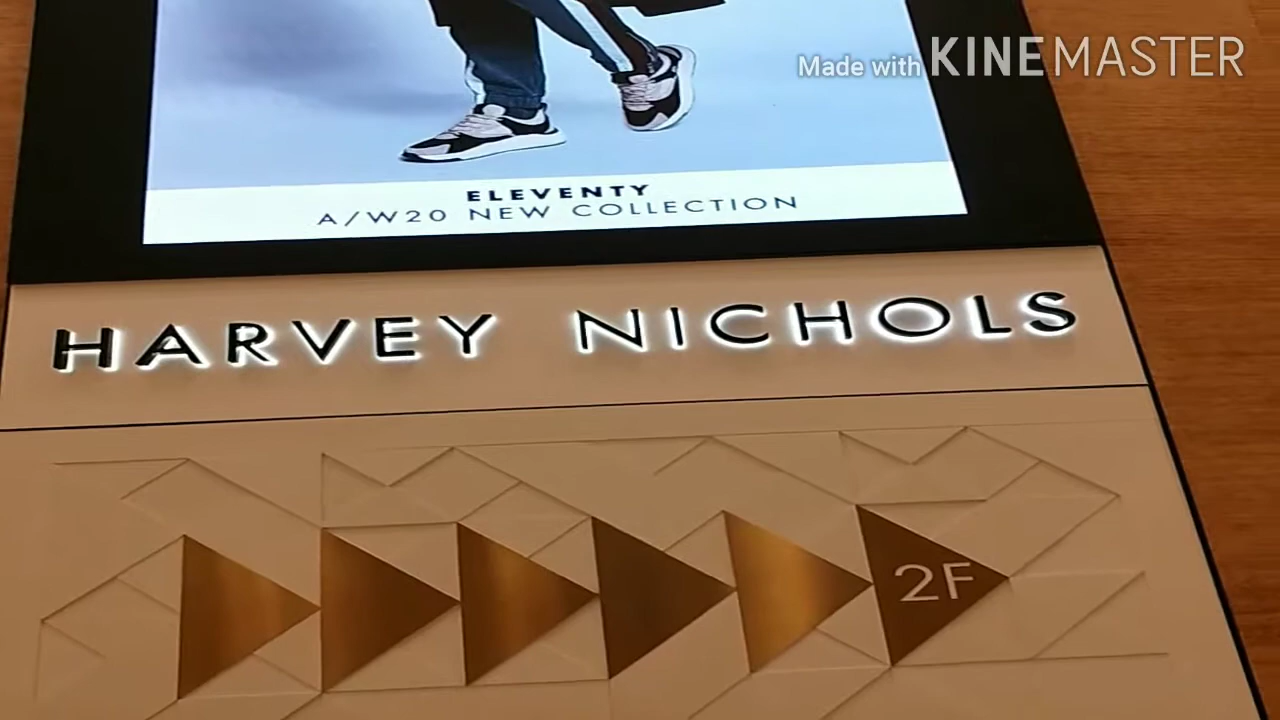 Made with KINEMASTER
ELEVENTY
A/W20 NEW COLLECTION
HARVEY NICHOLS
2F